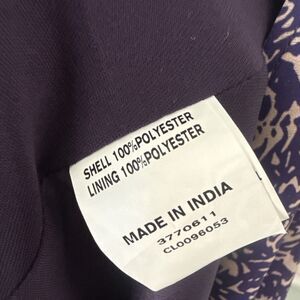 SHELL 100%POLYESTER
LINING 100%POLYESTER
MADE IN INDIA
3770611
CL0096053